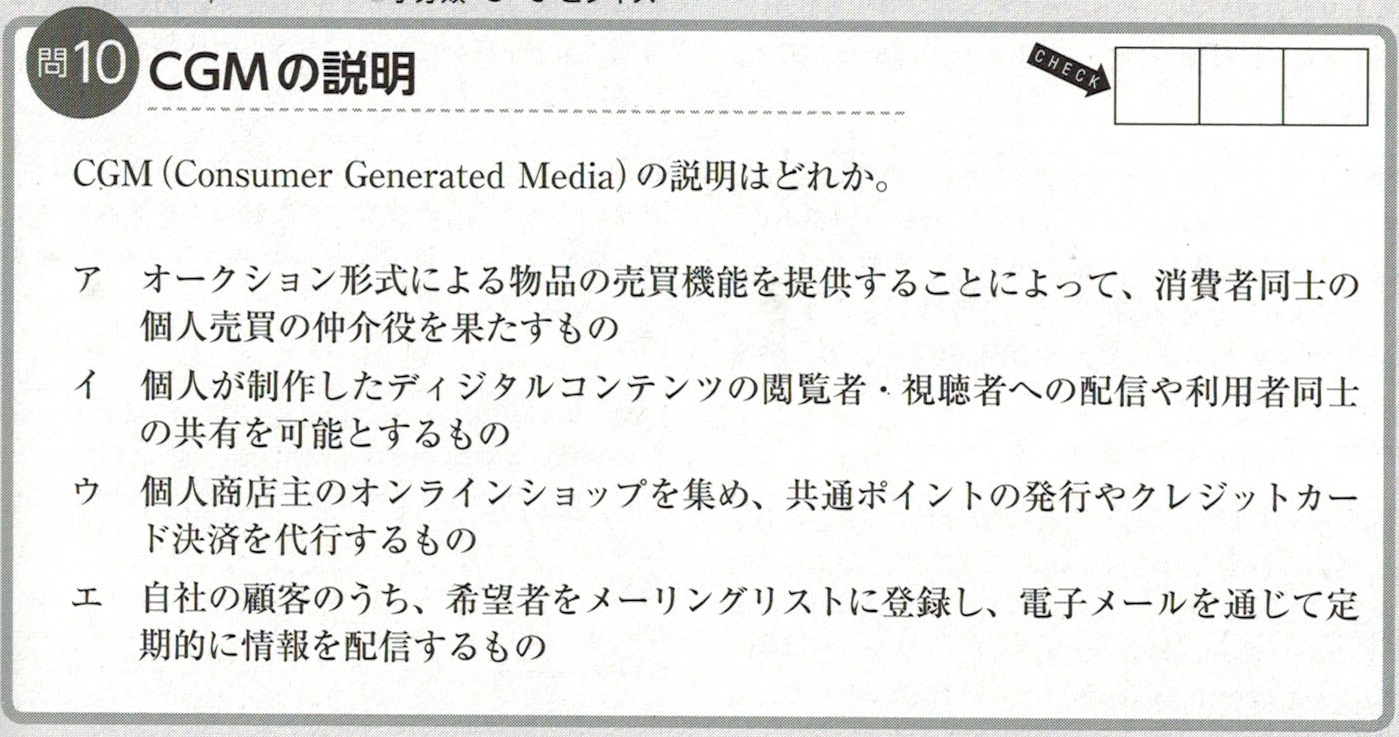 問10 CGMの説明
CHECK
CGM(Consumer Generated Media)の説明はどれか。
ア オークション形式による物品の売買機能を提供することによって、消費者同士の
個人売買の仲介役を果たすもの
イ 個人が制作したディジタルコンテンツの閲覧者・視聴者への配信や利用者同士
の共有を可能とするもの
ウ 個人商店主のオンラインショップを集め、共通ポイントの発行やクレジットカー
ド決済を代行するもの
エ 自社の顧客のうち、希望者をメーリングリストに登録し、電子メールを通じて定
期的に情報を配信するもの